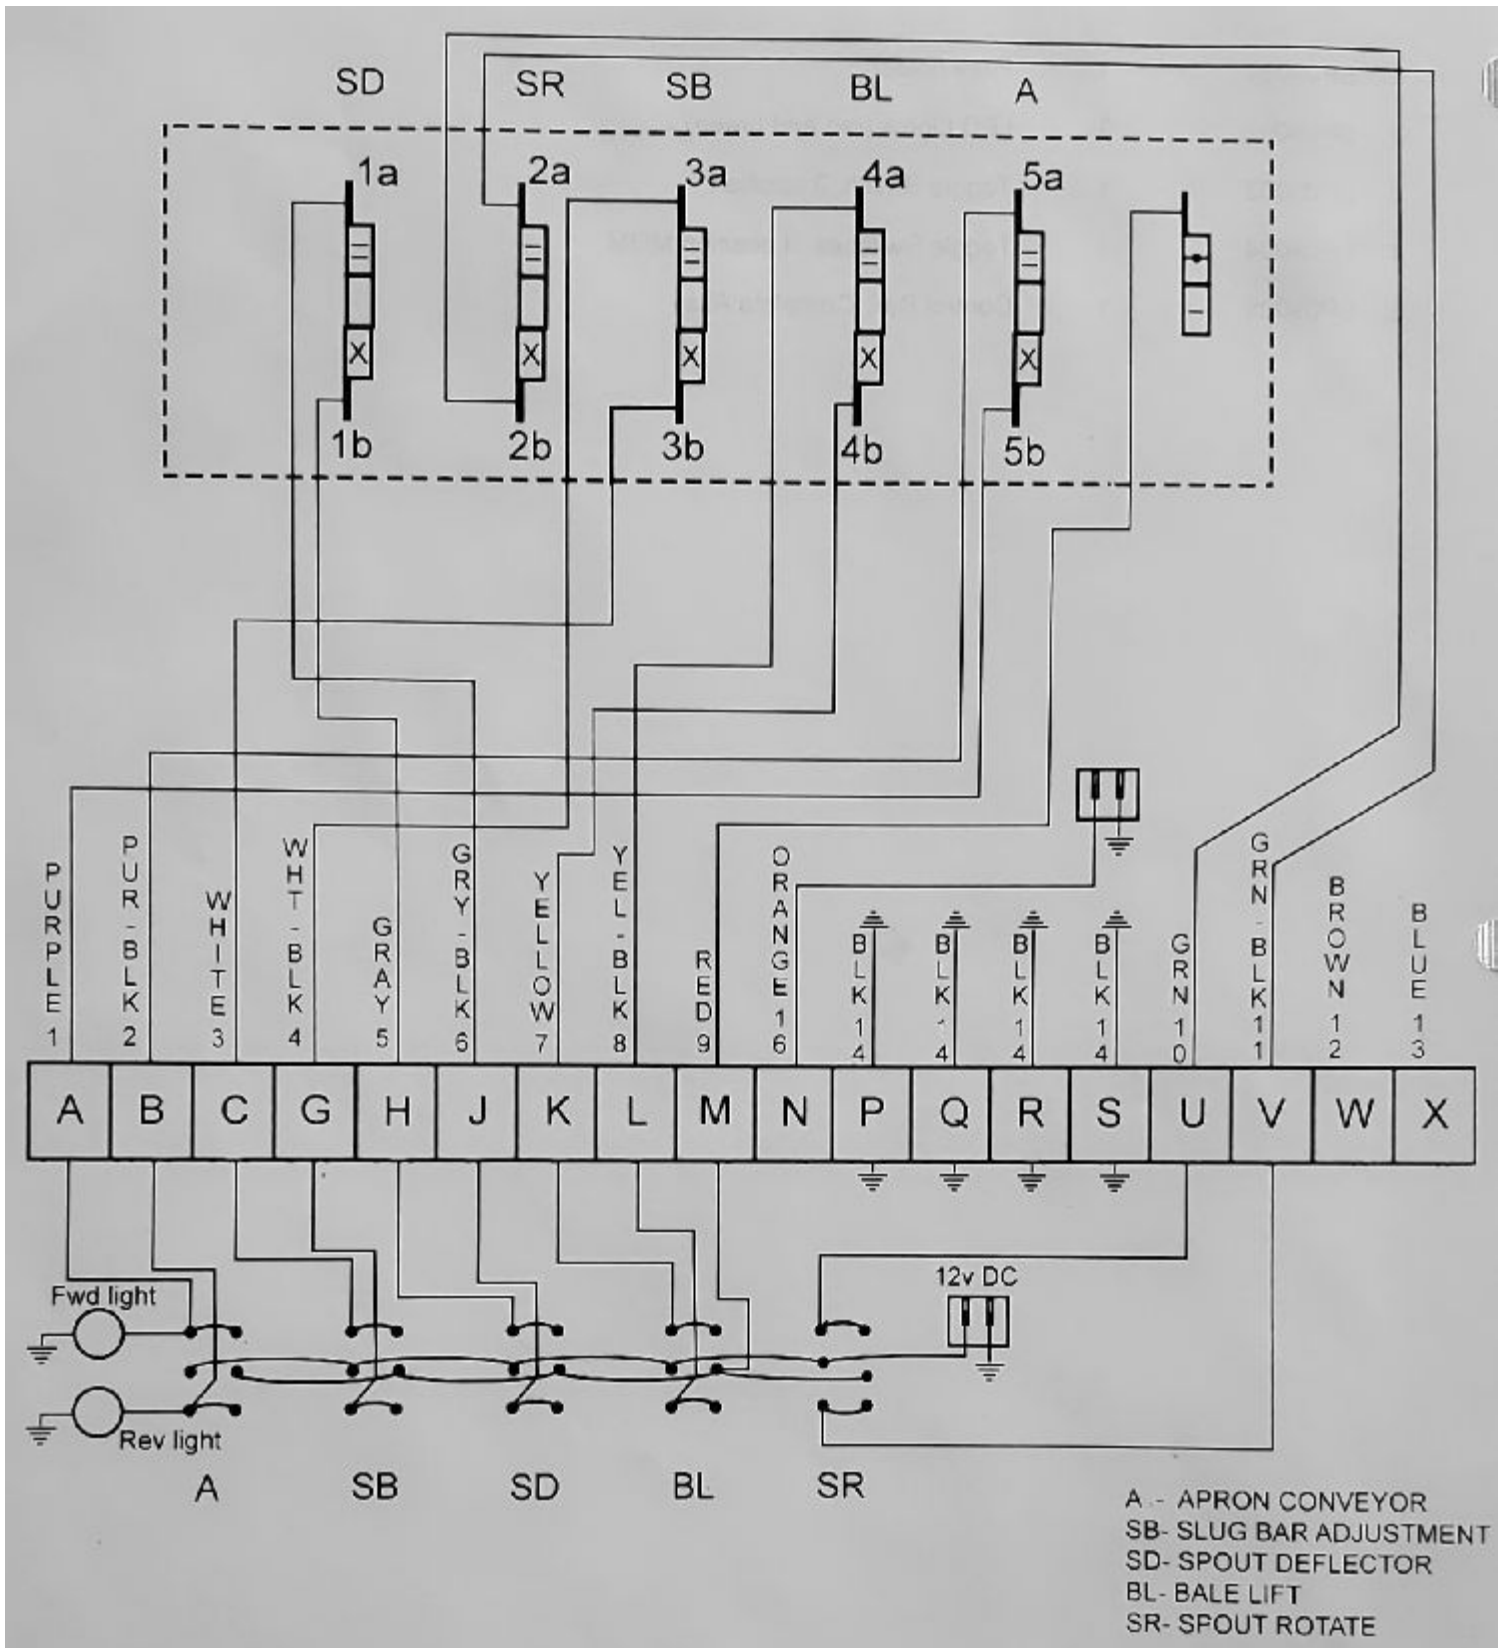 SD SR SB BL A
1a 2a 3a 4a 5a
X X X X X
1b 2b 3b 4b 5b
PURPLE 1
PUR-BLK 2
WHITE 3
WHT-BLK 4
GRAY 5
GRY-BLK 6
YELLOW 7
YEL-BLK 8
RED 9
ORANGE 16
BLK 14
BLK 14
BLK 14
BLK 14
GRN 10
GRN-BLK 11
BROWN 12
BLUE 13
A B C G H J K L M N P Q R S U V W X
Fwd light
12v DC
Rev light
A SB SD BL SR
A - APRON CONVEYOR
SB- SLUG BAR ADJUSTMENT
SD- SPOUT DEFLECTOR
BL- BALE LIFT
SR- SPOUT ROTATE